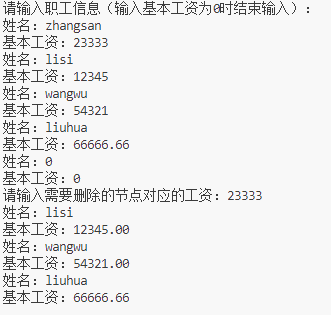 请输入职工信息（输入基本工资为0时结束输入）：
姓名：zhangsan
基本工资：23333
姓名：lisi
基本工资：12345
姓名：wangwu
基本工资：54321
姓名：liuhua
基本工资：66666.66
姓名：0
基本工资：0
请输入需要删除的节点对应的工资：23333
姓名：lisi
基本工资：12345.00
姓名：wangwu
基本工资：54321.00
姓名：liuhua
基本工资：66666.66